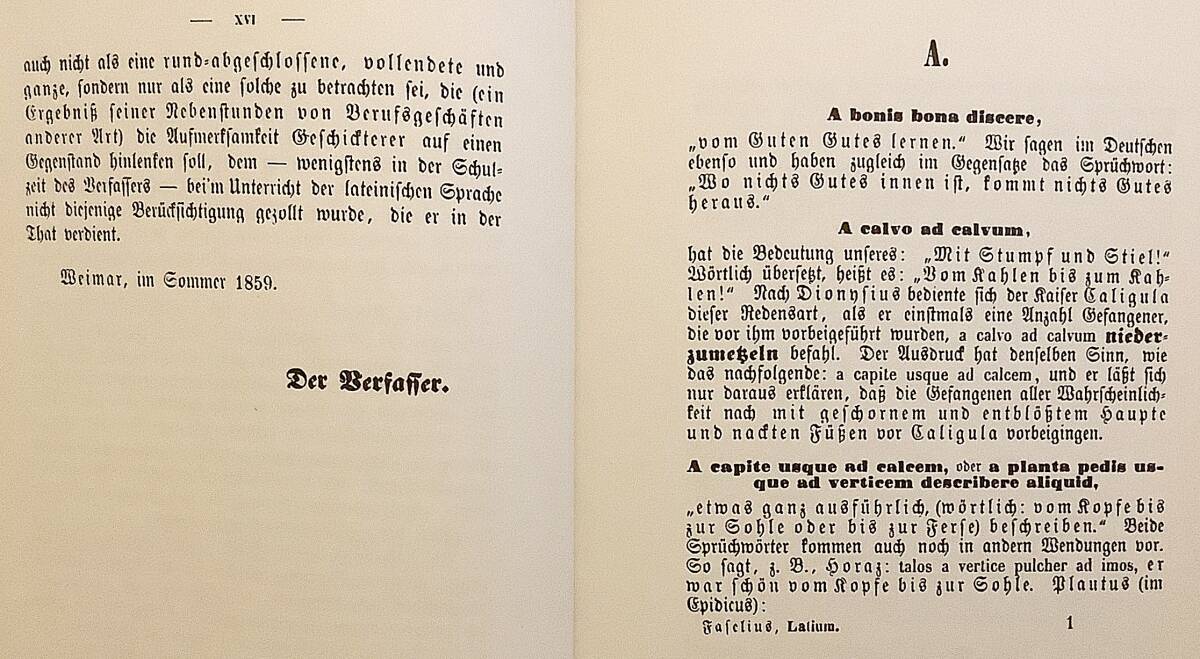 — XVI —
auch nicht als eine rund-abgeschlossene, vollendete und
ganze, sondern nur als eine solche zu betrachten sei, die (ein
Ergebniß seiner Nebenstunden von Berufsgeschäften
anderer Art) die Aufmerksamkeit Geschickterer auf einen
Gegenstand hinlenken soll, dem — wenigstens in der Schul-
zeit des Verfassers — bei'm Unterricht der lateinischen Sprache
nicht diejenige Berücksichtigung gezollt wurde, die er in der
That verdient.
Weimar, im Sommer 1859.
Der Verfasser.
A.
A bonis bona discere,
„vom Guten Gutes lernen.“ Wir sagen im Deutschen
ebenso und haben zugleich im Gegensatze das Sprüchwort:
„Wo nichts Gutes innen ist, kommt nichts Gutes
heraus.“
A calvo ad calvum,
hat die Bedeutung unseres: „Mit Stumpf und Stiel!“
Wörtlich übersetzt, heißt es: „Vom Kahlen bis zum Kah-
len!“ Nach Dionysius bediente sich der Kaiser Caligula
dieser Redensart, als er einstmals eine Anzahl Gefangener,
die vor ihm vorbeigeführt wurden, a calvo ad calvum nieder-
zumetzeln befahl. Der Ausdruck hat denselben Sinn, wie
das nachfolgende: a capite usque ad calcem, und er läßt sich
nur daraus erklären, daß die Gefangenen aller Wahrscheinlich-
keit nach mit geschornem und entblößtem Haupte
und nackten Füßen vor Caligula vorbeigingen.
A capite usque ad calcem, oder a planta pedis us-
que ad verticem describere aliquid,
„etwas ganz ausführlich, (wörtlich: vom Kopfe bis
zur Sohle oder bis zur Ferse) beschreiben.“ Beide
Sprüchwörter kommen auch noch in andern Wendungen vor.
So sagt, z. B., Horaz: talos a vertice pulcher ad imos, er
war schön vom Kopfe bis zur Sohle. Plautus (im
Epidicus):
Faselius, Latium. 1